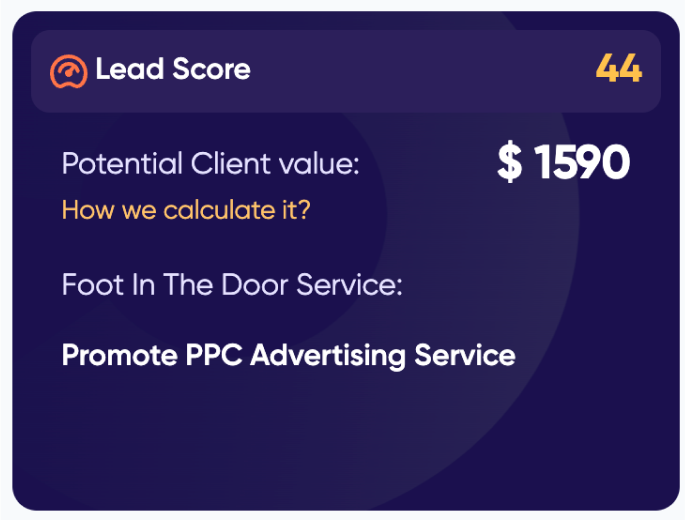 Lead Score 44
Potential Client value: $ 1590
How we calculate it?
Foot In The Door Service:
Promote PPC Advertising Service